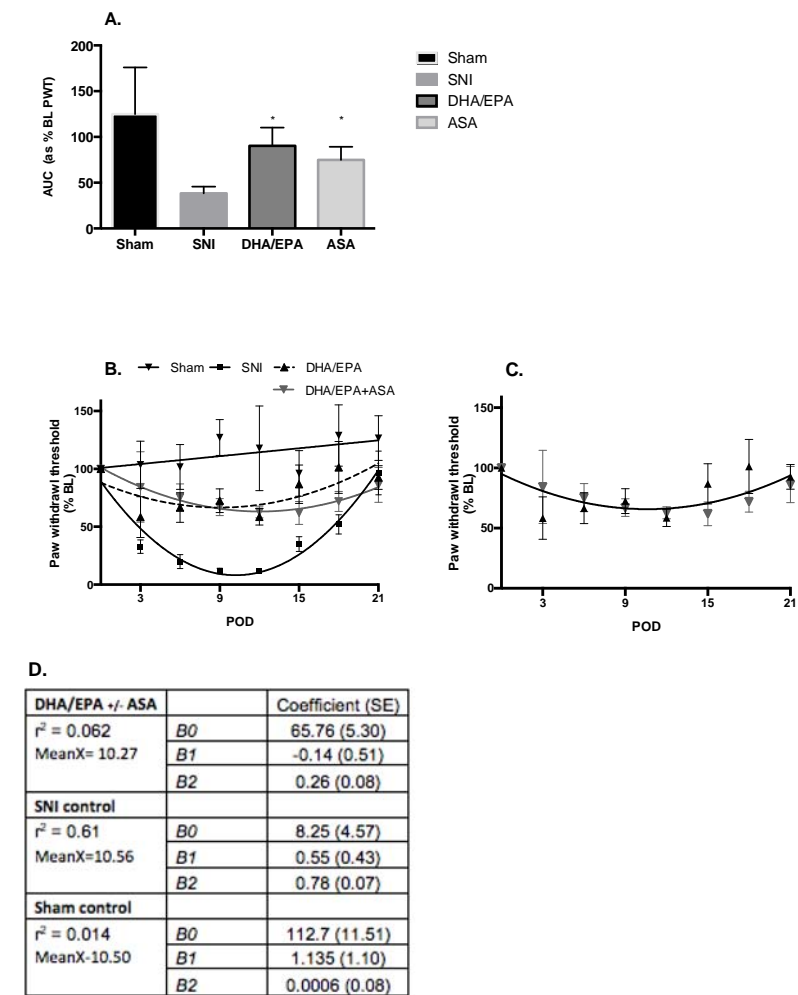 A.
200
150
100
50
0
AUC (as % BL PWT)
* *
Sham SNI DHA/EPA ASA
Sham
SNI
DHA/EPA
ASA
B. Sham SNI DHA/EPA
DHA/EPA+ASA
150
100
50
0
Paw withdrawl threshold
(% BL)
3 9 15 21
POD
C.
150
100
50
0
Paw withdrawl threshold
(% BL)
3 9 15 21
POD
D.
DHA/EPA +/- ASA Coefficient (SE)
r² = 0.062 B0 65.76 (5.30)
MeanX= 10.27 B1 -0.14 (0.51)
B2 0.26 (0.08)
SNI control
r² = 0.61 B0 8.25 (4.57)
MeanX=10.56 B1 0.55 (0.43)
B2 0.78 (0.07)
Sham control
r² = 0.014 B0 112.7 (11.51)
MeanX-10.50 B1 1.135 (1.10)
B2 0.0006 (0.08)